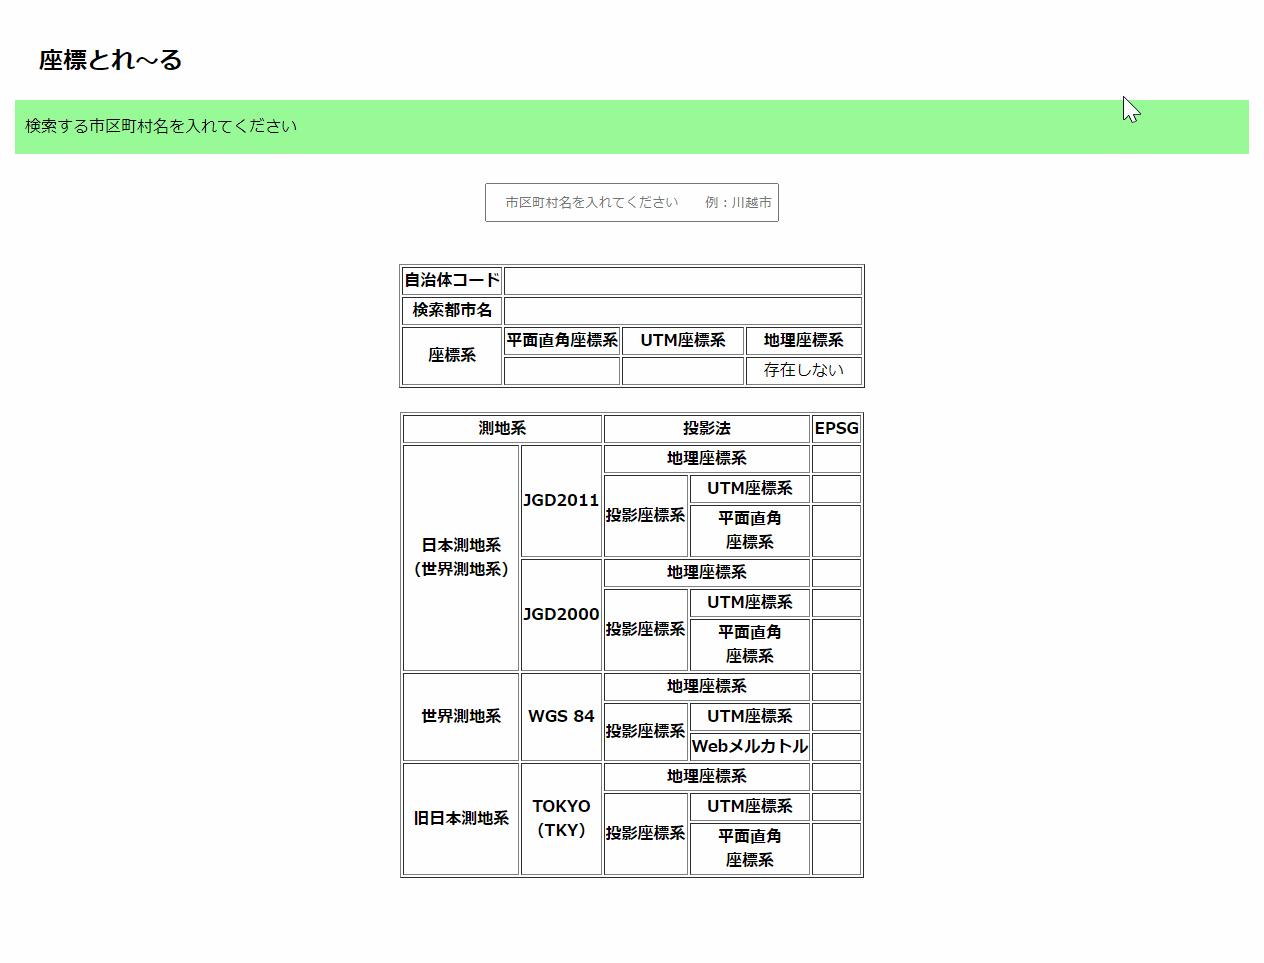 座標とれ～る
検索する市区町村名を入れてください
市区町村名を入れてください　　例：川越市
自治体コード
検索都市名
座標系 平面直角座標系 UTM座標系 地理座標系
存在しない
測地系 投影法 EPSG
日本測地系
（世界測地系）
JGD2011
地理座標系
投影座標系
UTM座標系
平面直角
座標系
JGD2000
地理座標系
投影座標系
UTM座標系
平面直角
座標系
世界測地系
WGS 84
地理座標系
投影座標系
UTM座標系
Webメルカトル
旧日本測地系
TOKYO
（TKY）
地理座標系
投影座標系
UTM座標系
平面直角
座標系